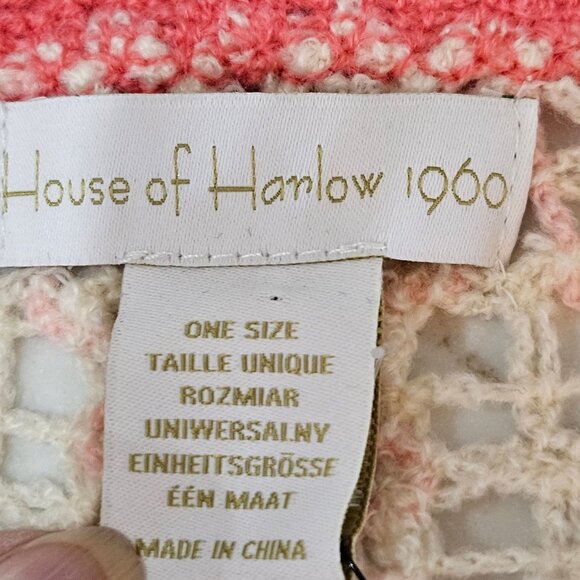 House of Harlow 1960
ONE SIZE
TAILLE UNIQUE
ROZMIAR
UNIWERSALNY
EINHEITSGRÖSSE
ÉÉN MAAT
MADE IN CHINA